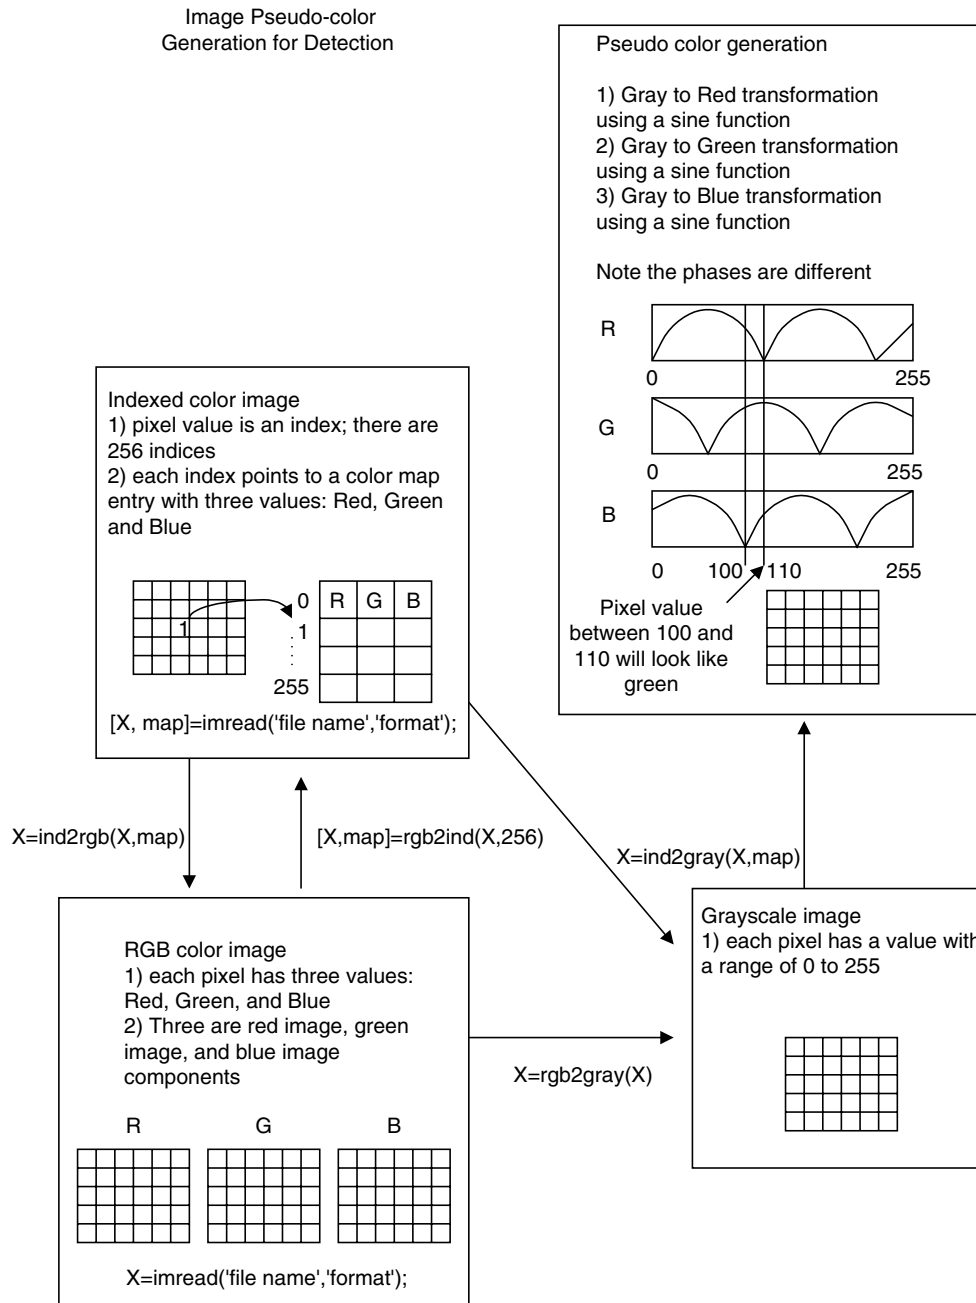 Image Pseudo-color
Generation for Detection
Pseudo color generation
1) Gray to Red transformation
using a sine function
2) Gray to Green transformation
using a sine function
3) Gray to Blue transformation
using a sine function
Note the phases are different
R
0 255
G
0 255
B
0 100 110 255
Pixel value
between 100 and
110 will look like
green
Indexed color image
1) pixel value is an index; there are
256 indices
2) each index points to a color map
entry with three values: Red, Green
and Blue
0 R G B
1 1
255
[X, map]=imread('file name','format');
X=ind2rgb(X,map)
[X,map]=rgb2ind(X,256)
X=ind2gray(X,map)
RGB color image
1) each pixel has three values:
Red, Green, and Blue
2) Three are red image, green
image, and blue image
components
R G B
X=imread('file name','format');
X=rgb2gray(X)
Grayscale image
1) each pixel has a value with
a range of 0 to 255